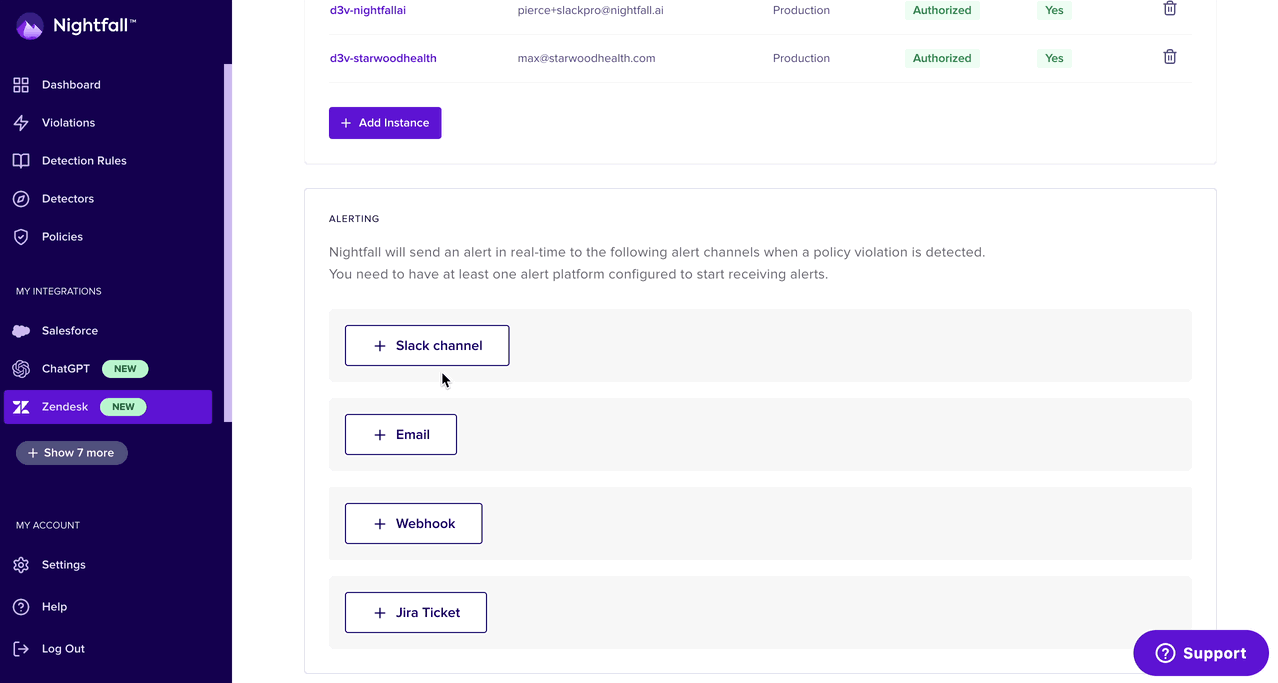 Nightfall™
Dashboard
Violations
Detection Rules
Detectors
Policies
MY INTEGRATIONS
Salesforce
ChatGPT NEW
Zendesk NEW
+ Show 7 more
MY ACCOUNT
Settings
Help
Log Out
d3v-nightfallai pierce+slackpro@nightfall.ai Production Authorized Yes
d3v-starwoodhealth max@starwoodhealth.com Production Authorized Yes
+ Add Instance
ALERTING
Nightfall will send an alert in real-time to the following alert channels when a policy violation is detected.
You need to have at least one alert platform configured to start receiving alerts.
+ Slack channel
+ Email
+ Webhook
+ Jira Ticket
? Support